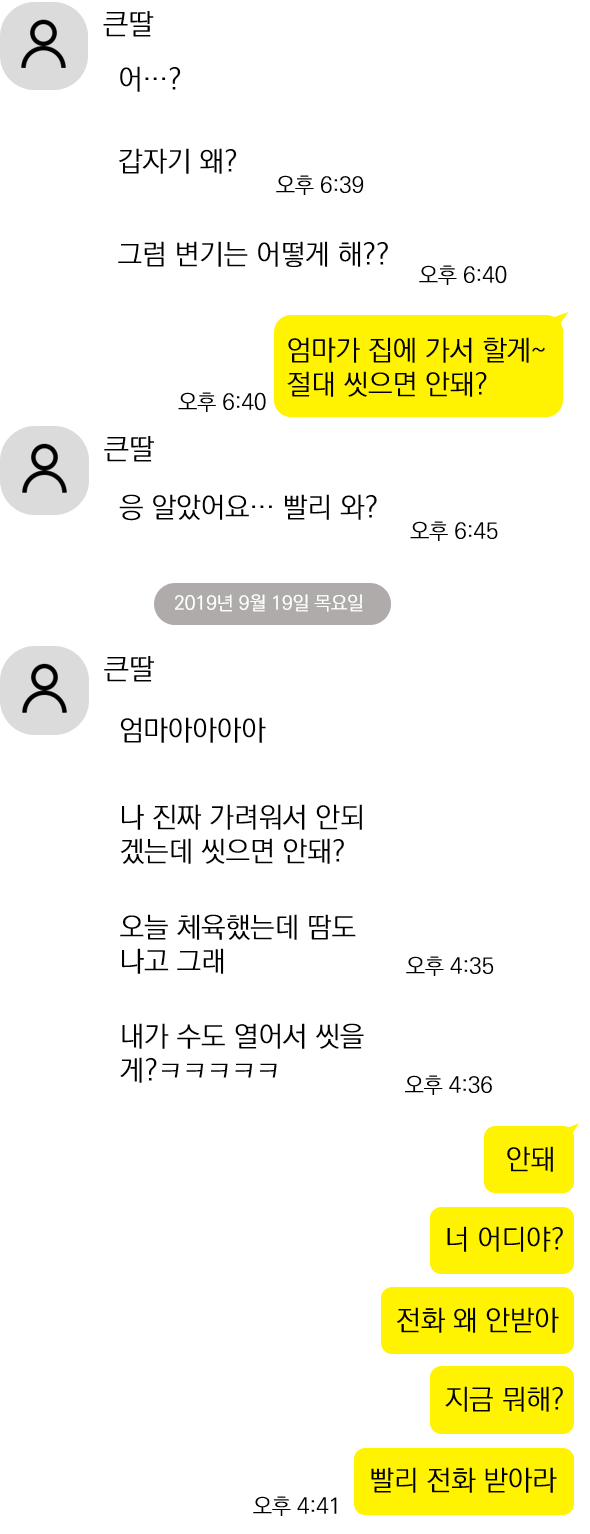 큰딸
어…?
갑자기 왜?
오후 6:39
그럼 변기는 어떻게 해??
오후 6:40
엄마가 집에 가서 할게~
절대 씻으면 안돼?
오후 6:40
큰딸
응 알았어요… 빨리 와?
오후 6:45
2019년 9월 19일 목요일
큰딸
엄마아아아아
나 진짜 가려워서 안되
겠는데 씻으면 안돼?
오늘 체육했는데 땀도
나고 그래
오후 4:35
내가 수도 열어서 씻을
게?ㅋㅋㅋㅋㅋ
오후 4:36
안돼
너 어디야?
전화 왜 안받아
지금 뭐해?
빨리 전화 받아라
오후 4:41